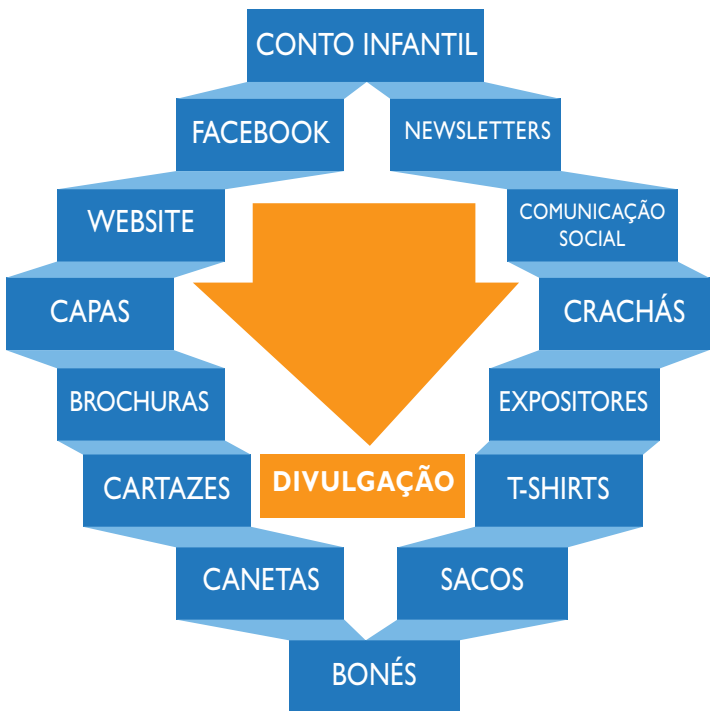 CONTO INFANTIL
FACEBOOK
NEWSLETTERS
WEBSITE
COMUNICAÇÃO
SOCIAL
CAPAS
CRACHÁS
BROCHURAS
EXPOSITORES
CARTAZES
DIVULGAÇÃO
T-SHIRTS
CANETAS
SACOS
BONÉS